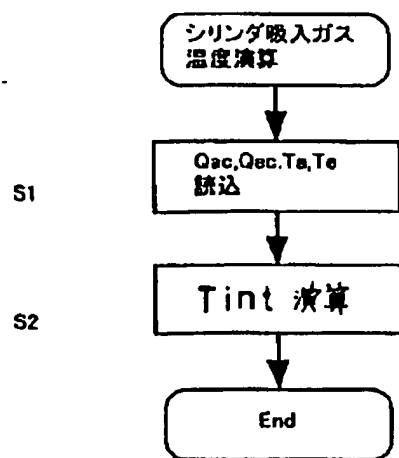 シリンダ吸入ガス
温度演算
S1
Qac,Qec.Ta,Te
読込
S2
Tint 演算
End